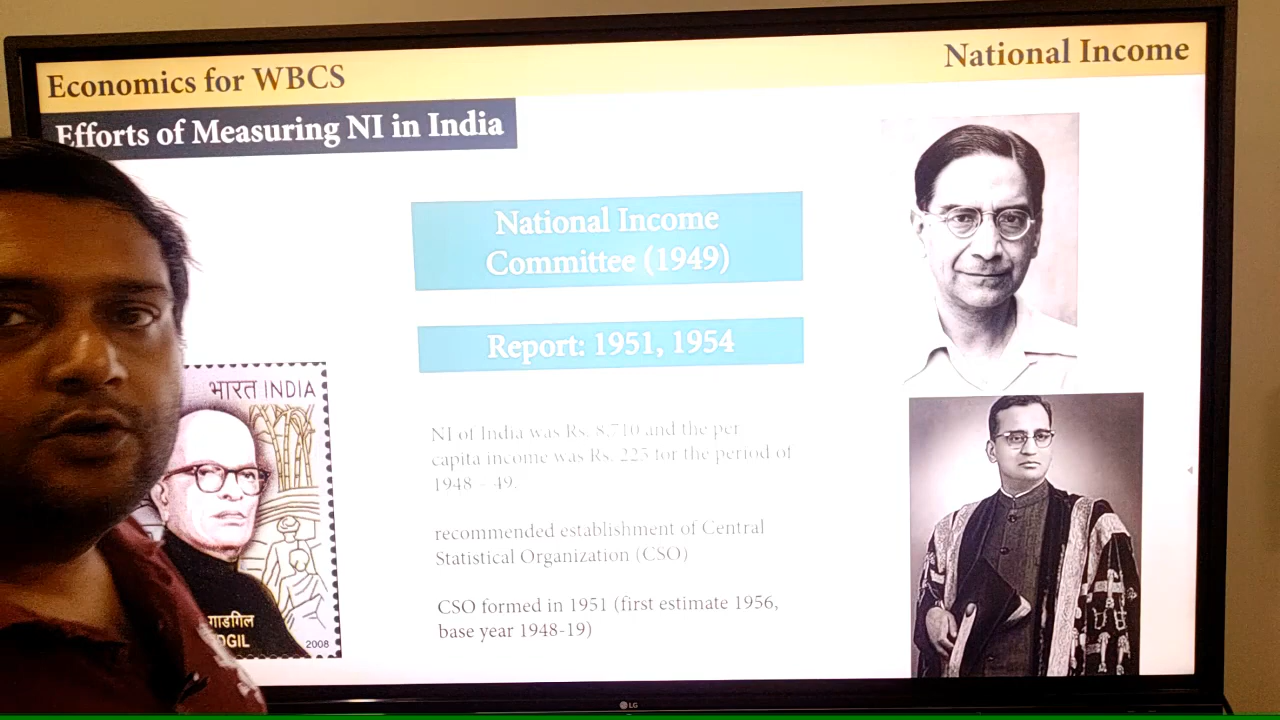 Economics for WBCS
National Income
Efforts of Measuring NI in India
National Income
Committee (1949)
Report: 1951, 1954
NI of India was Rs. 8,710 and the per
capita income was Rs. 225 for the period of
1948 – 49.
recommended establishment of Central
Statistical Organization (CSO)
CSO formed in 1951 (first estimate 1956,
base year 1948-19)
भारत INDIA
गाडगिल
DGIL
2008
LG